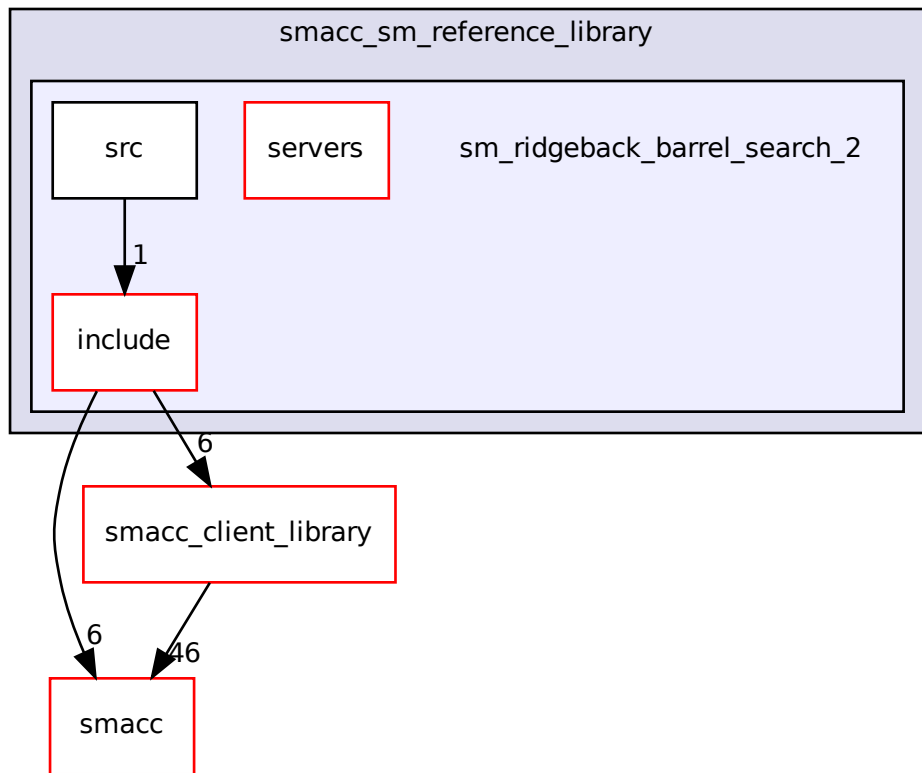 smacc_sm_reference_library
src
servers
sm_ridgeback_barrel_search_2
1
include
6
smacc_client_library
6
46
smacc